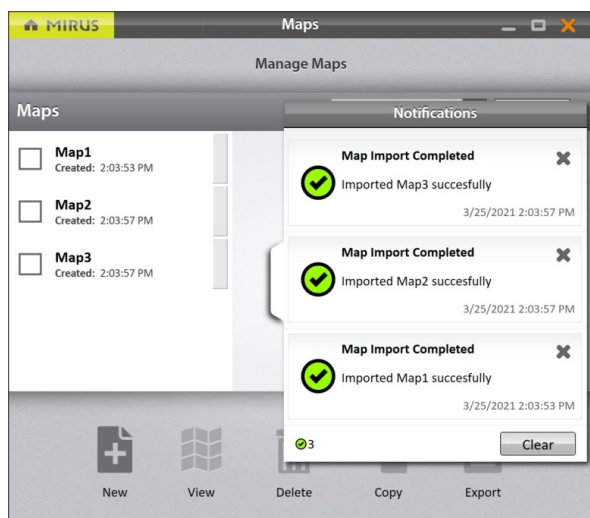 MIRUS
Maps
Manage Maps
Maps
Notifications
Map1
Created: 2:03:53 PM
Map2
Created: 2:03:57 PM
Map3
Created: 2:03:57 PM
Map Import Completed
Imported Map3 succesfully
3/25/2021 2:03:57 PM
Map Import Completed
Imported Map2 succesfully
3/25/2021 2:03:57 PM
Map Import Completed
Imported Map1 succesfully
3/25/2021 2:03:53 PM
3
Clear
New View Delete Copy Export